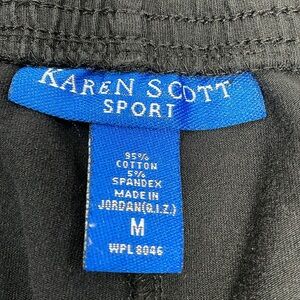 KAREN SCOTT
SPORT
95%
COTTON
5%
SPANDEX
MADE IN
JORDAN(Q.I.Z.)
M
WPL 8046